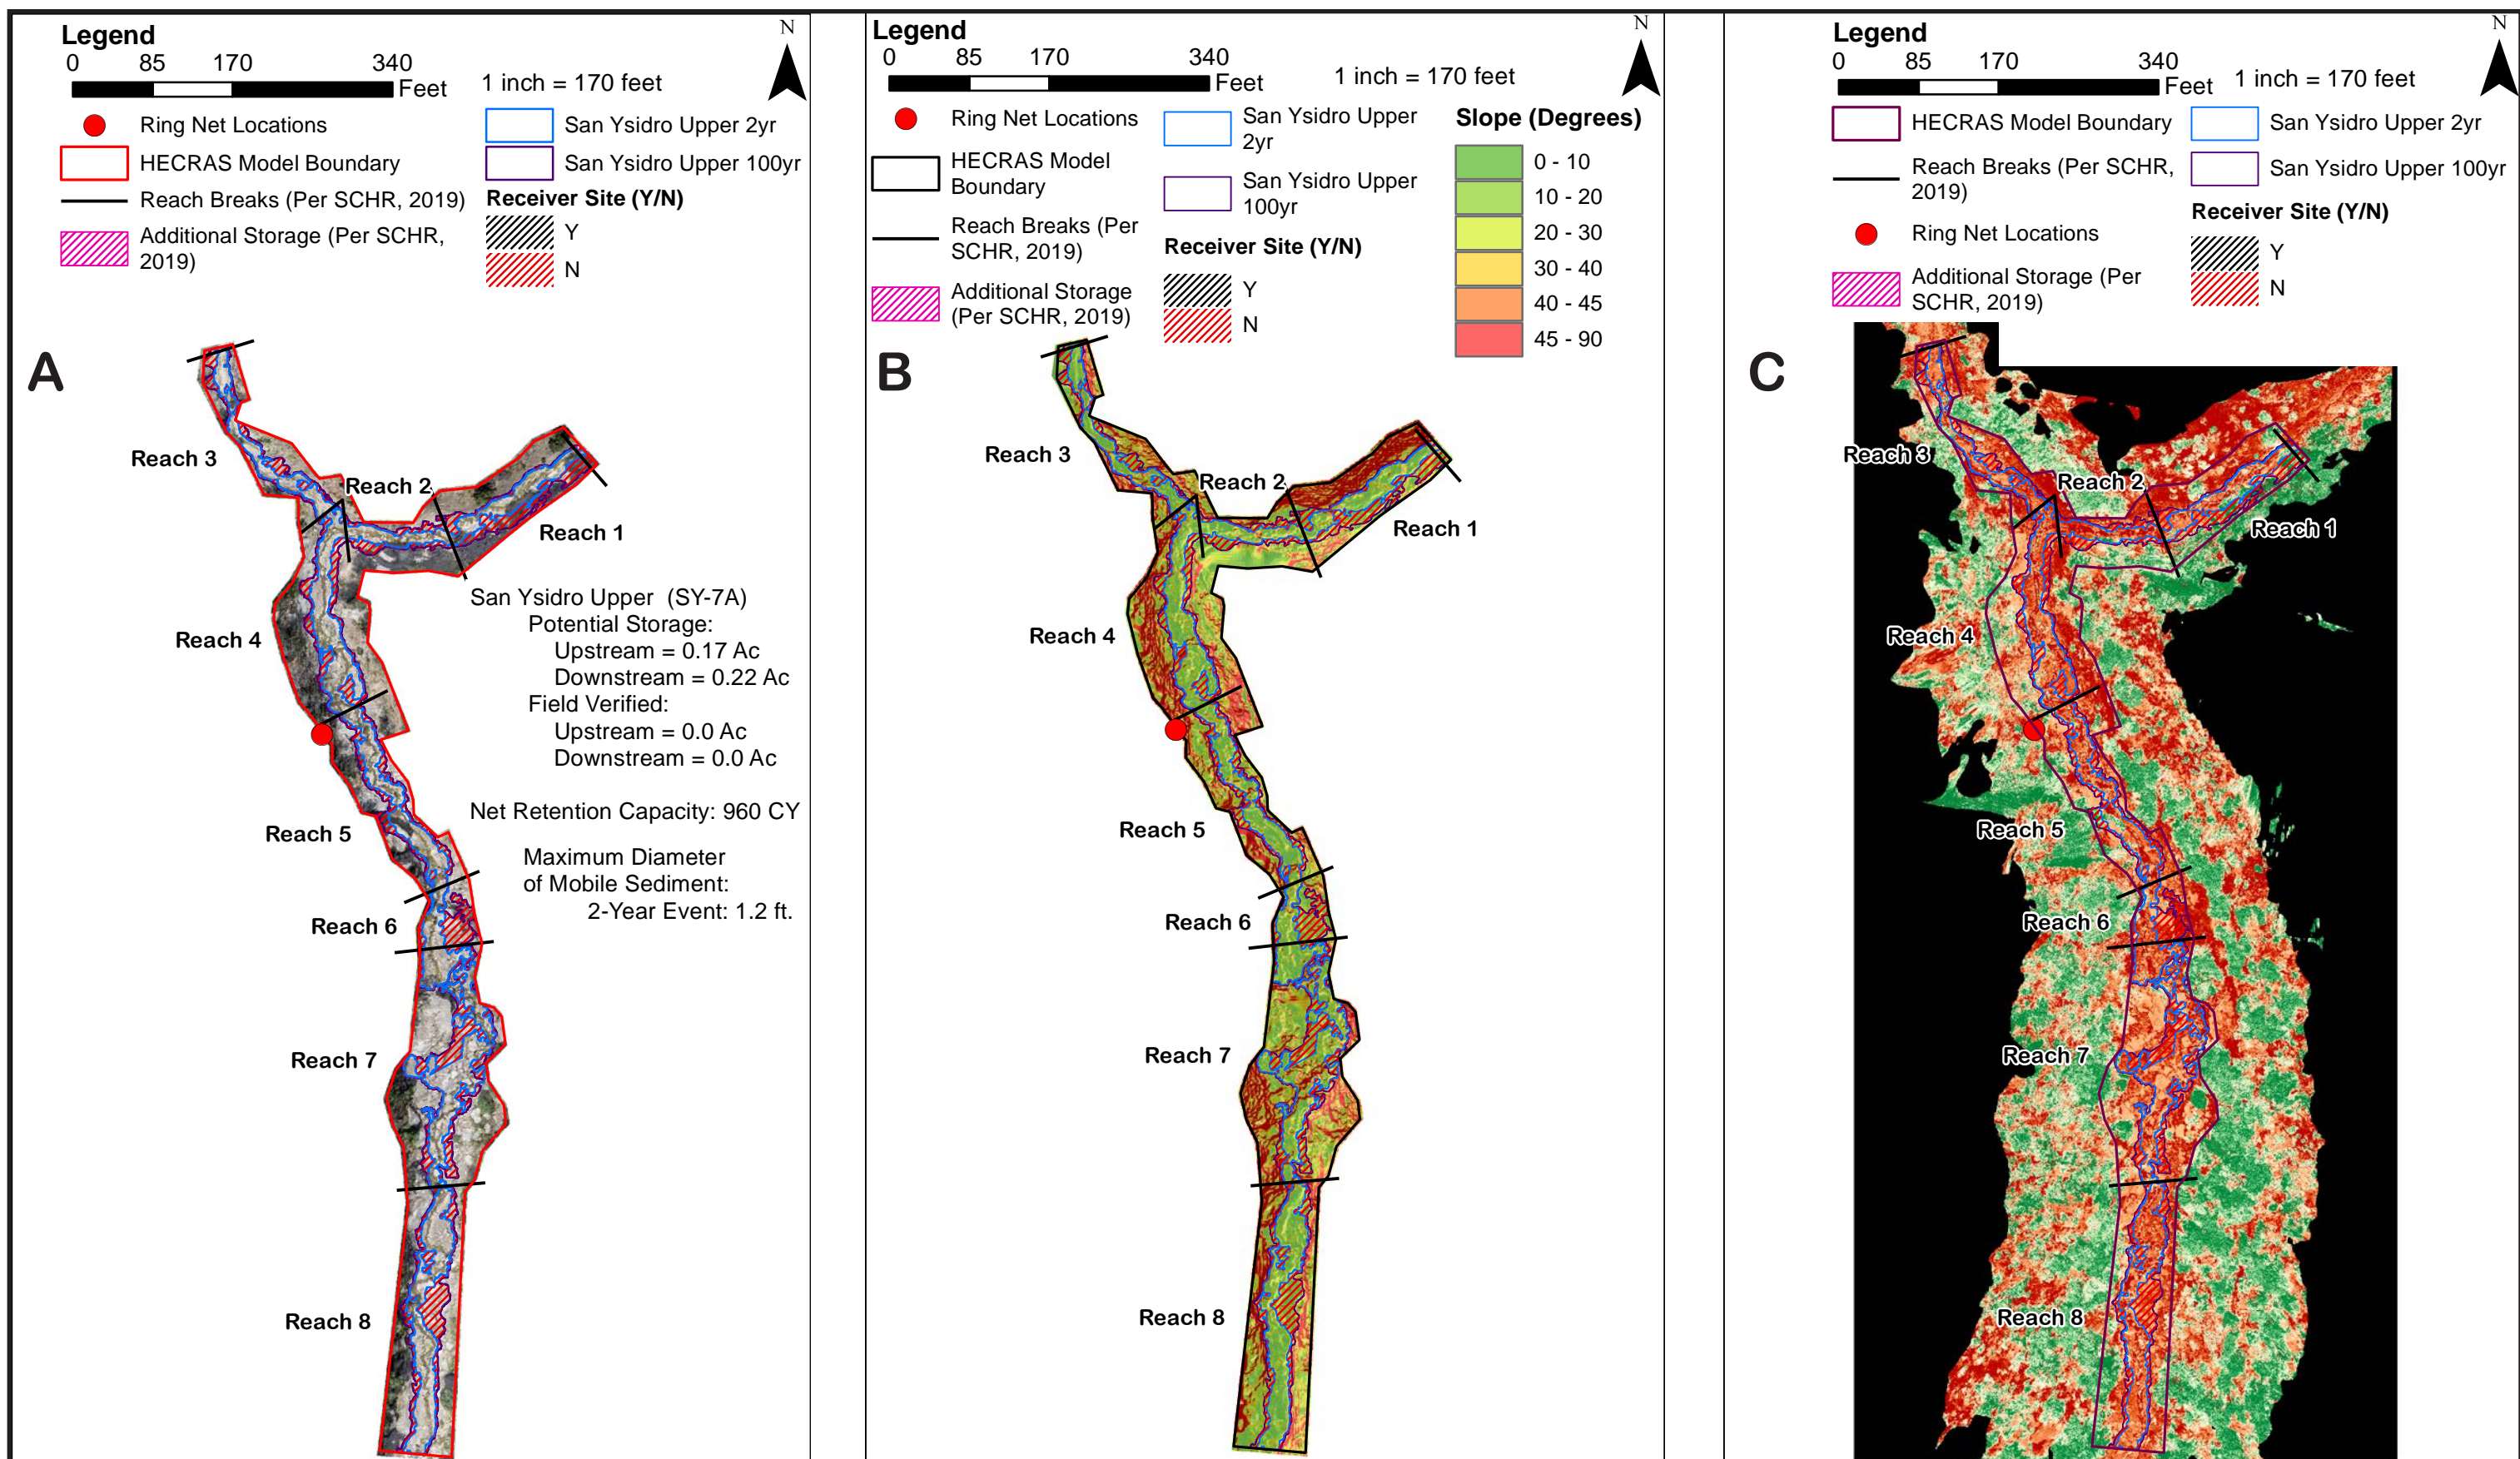 Legend
0 85 170 340
Feet
1 inch = 170 feet
N
Ring Net Locations
HECRAS Model Boundary
Reach Breaks (Per SCHR, 2019)
Additional Storage (Per SCHR,
2019)
San Ysidro Upper 2yr
San Ysidro Upper 100yr
Receiver Site (Y/N)
Y
N
A
Reach 3
Reach 2
Reach 1
Reach 4
San Ysidro Upper (SY-7A)
Potential Storage:
Upstream = 0.17 Ac
Downstream = 0.22 Ac
Field Verified:
Upstream = 0.0 Ac
Downstream = 0.0 Ac
Net Retention Capacity: 960 CY
Reach 5
Maximum Diameter
of Mobile Sediment:
2-Year Event: 1.2 ft.
Reach 6
Reach 7
Reach 8
Legend
0 85 170 340
Feet
1 inch = 170 feet
N
Ring Net Locations
HECRAS Model
Boundary
Reach Breaks (Per
SCHR, 2019)
Additional Storage
(Per SCHR, 2019)
San Ysidro Upper
2yr
San Ysidro Upper
100yr
Receiver Site (Y/N)
Y
N
Slope (Degrees)
0 - 10
10 - 20
20 - 30
30 - 40
40 - 45
45 - 90
B
Reach 3
Reach 2
Reach 1
Reach 4
Reach 5
Reach 6
Reach 7
Reach 8
Legend
0 85 170 340
Feet
1 inch = 170 feet
N
HECRAS Model Boundary
Reach Breaks (Per SCHR,
2019)
Ring Net Locations
Additional Storage (Per
SCHR, 2019)
San Ysidro Upper 2yr
San Ysidro Upper 100yr
Receiver Site (Y/N)
Y
N
C
Reach 3
Reach 2
Reach 1
Reach 4
Reach 5
Reach 6
Reach 7
Reach 8